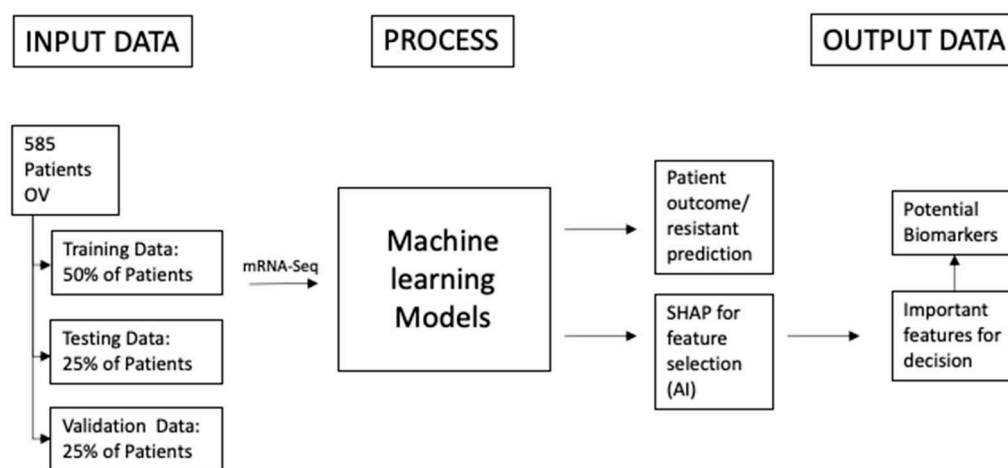 INPUT DATA
PROCESS
OUTPUT DATA
585
Patients
OV
Training Data:
50% of Patients
Testing Data:
25% of Patients
Validation Data:
25% of Patients
mRNA-Seq
Machine
learning
Models
Patient
outcome/
resistant
prediction
SHAP for
feature
selection
(AI)
Potential
Biomarkers
Important
features for
decision